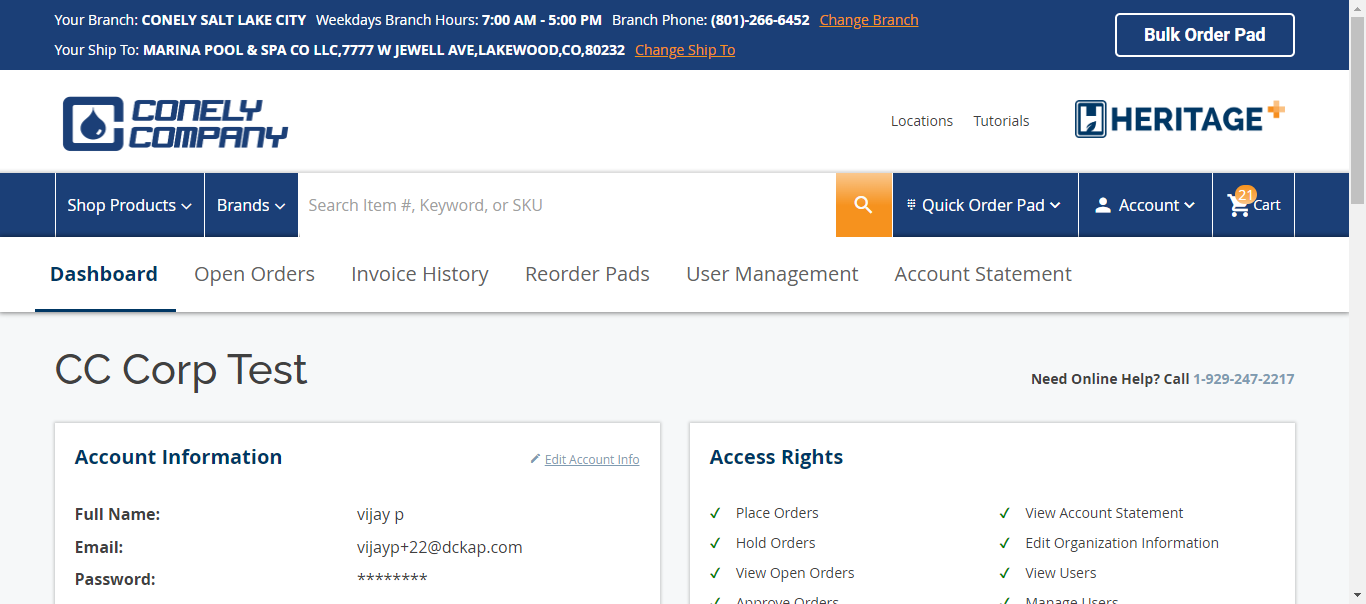 Your Branch: CONELY SALT LAKE CITY Weekdays Branch Hours: 7:00 AM - 5:00 PM Branch Phone: (801)-266-6452 Change Branch
Your Ship To: MARINA POOL & SPA CO LLC,7777 W JEWELL AVE,LAKEWOOD,CO,80232 Change Ship To
Bulk Order Pad
CONELY
COMPANY
Locations Tutorials
HERITAGE+
Shop Products Brands Search Item #, Keyword, or SKU Quick Order Pad Account 21 Cart
Dashboard Open Orders Invoice History Reorder Pads User Management Account Statement
CC Corp Test
Need Online Help? Call 1-929-247-2217
Account Information Edit Account Info
Full Name: vijay p
Email: vijayp+22@dckap.com
Password: ********
Access Rights
Place Orders View Account Statement
Hold Orders Edit Organization Information
View Open Orders View Users
Approve Orders Manage Users